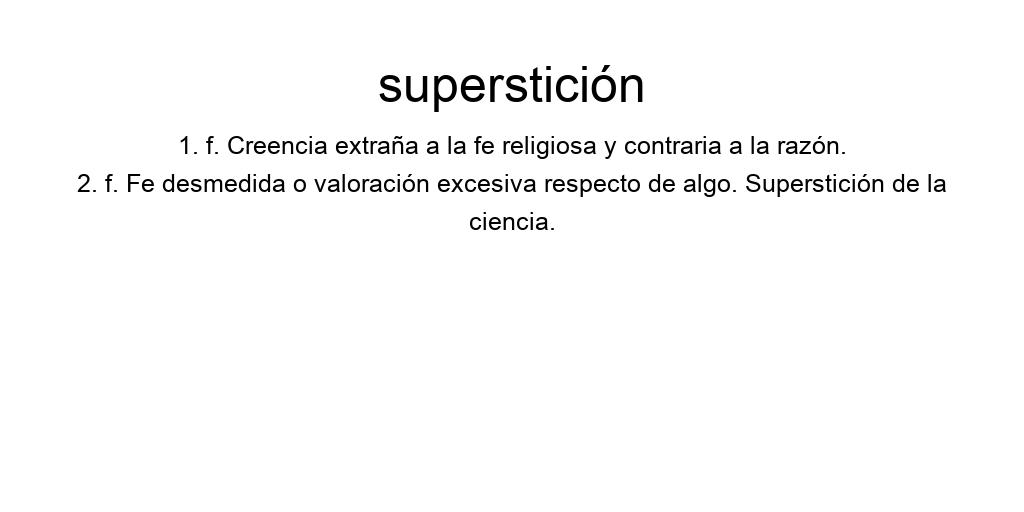 superstición
1. f. Creencia extraña a la fe religiosa y contraria a la razón.
2. f. Fe desmedida o valoración excesiva respecto de algo. Superstición de la
ciencia.